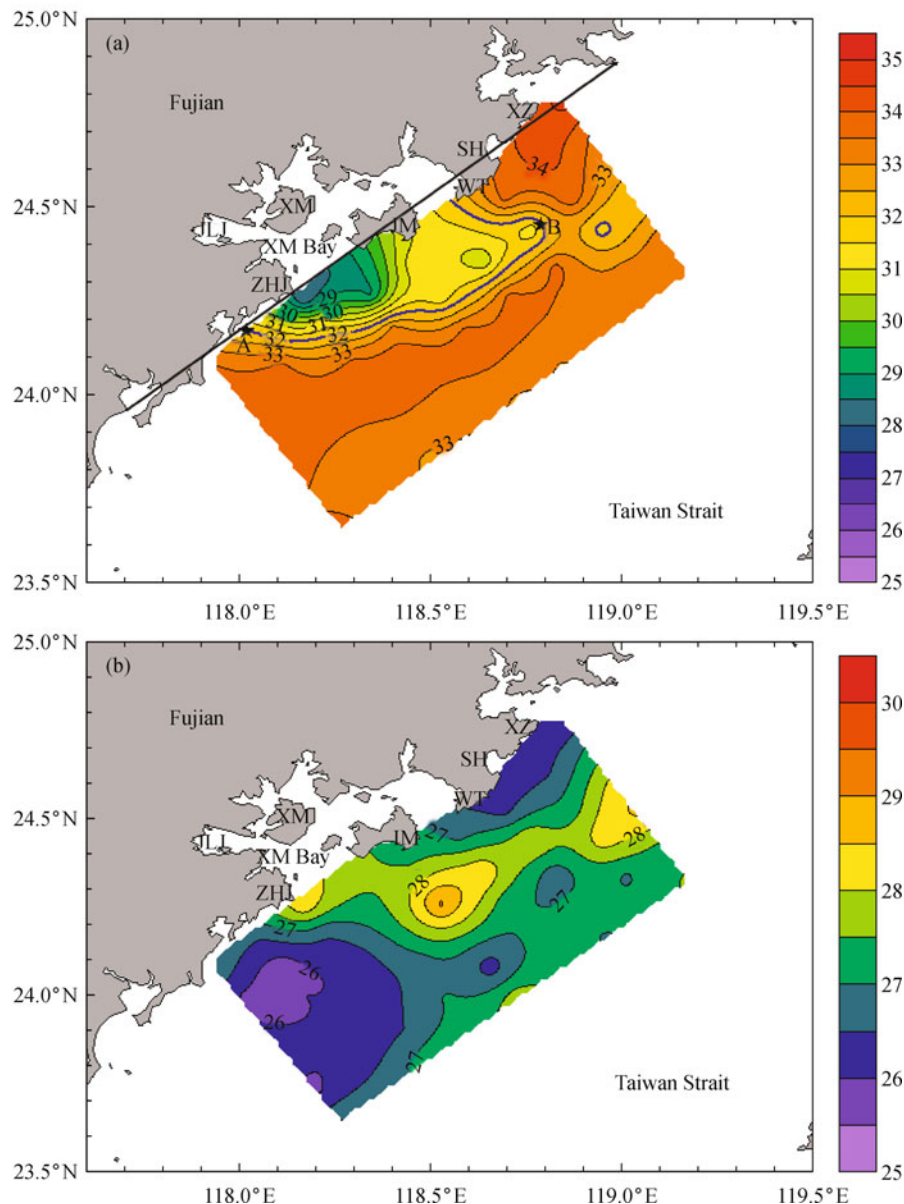 (a)
25.0°N
24.5°N
24.0°N
23.5°N
118.0°E 118.5°E 119.0°E 119.5°E
Fujian
XZ
SH
WT
XM
JLJ
JM
XM Bay
ZHJ
A
B
Taiwan Strait
34
33
29
30
30
31
31
32
32
33
33
33
35
34
33
32
31
30
29
28
27
26
25
(b)
25.0°N
24.5°N
24.0°N
23.5°N
118.0°E 118.5°E 119.0°E 119.5°E
Fujian
XZ
SH
WT
XM
JLJ
JM
XM Bay
ZHJ
Taiwan Strait
27
28
28
27
27
26
26
27
30
29
28
27
26
25